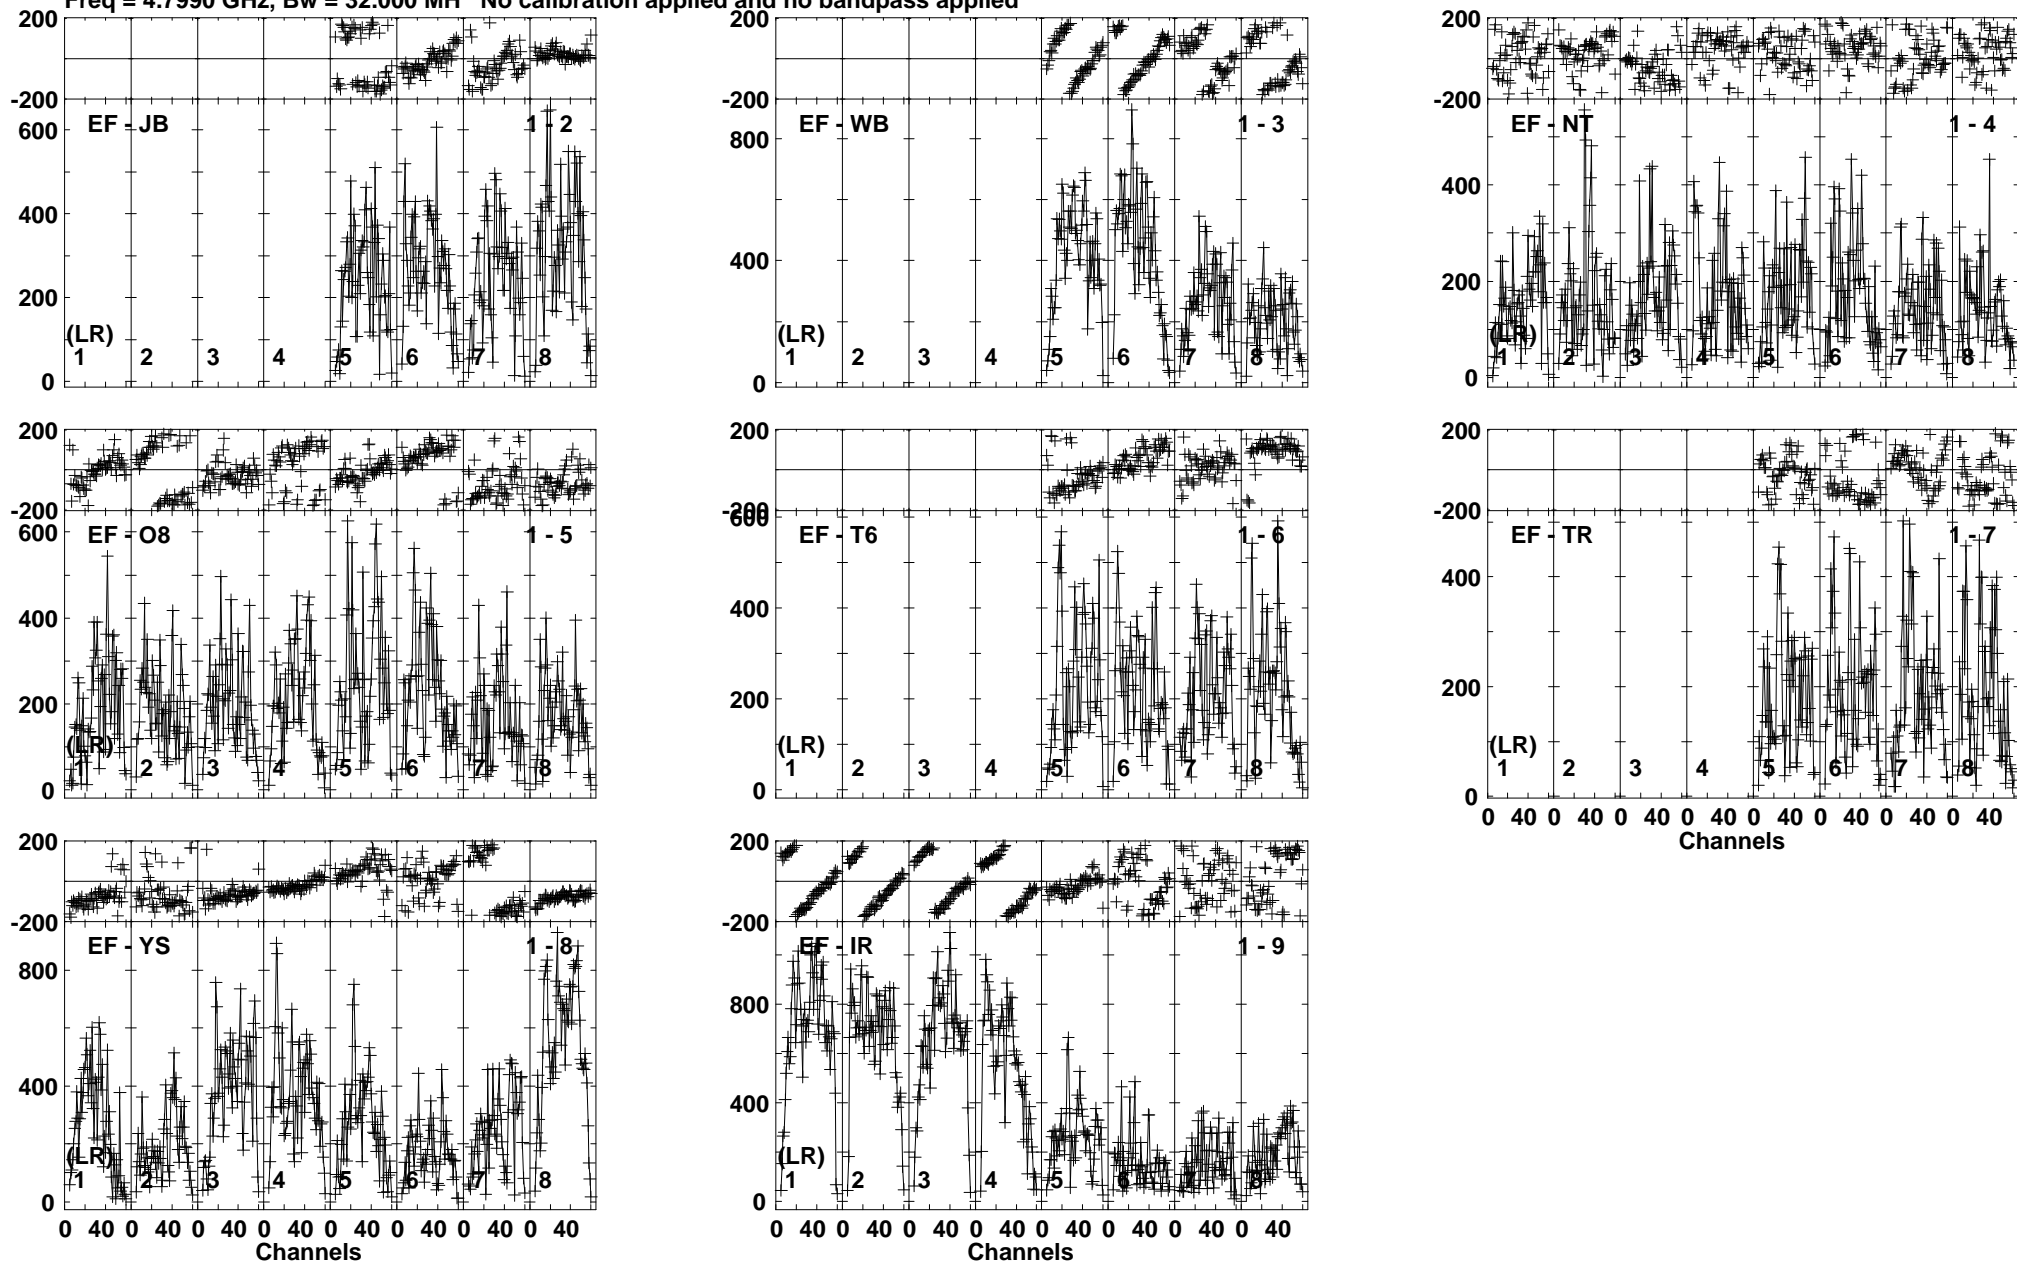 Freq = 4.7990 GHz, Bw = 32.000 MH No calibration applied and no bandpass applied
200
-200
EF - JB 1 - 2
600
400
200
0
(LR)
1 2 3 4 5 6 7 8
200
-200
EF - WB 1 - 3
800
400
0
(LR)
1 2 3 4 5 6 7 8
200
-200
EF - NT 1 - 4
400
200
0
(LR)
1 2 3 4 5 6 7 8
200
-200
EF - O8 1 - 5
600
400
200
0
(LR)
1 2 3 4 5 6 7 8
200
-200
EF - T6 1 - 6
600
400
200
0
(LR)
1 2 3 4 5 6 7 8
200
-200
EF - TR 1 - 7
400
200
0
(LR)
1 2 3 4 5 6 7 8
0 40 0 40 0 40 0 40 0 40 0 40 0 40 0 40
Channels
200
-200
EF - YS 1 - 8
800
400
0
(LR)
1 2 3 4 5 6 7 8
0 40 0 40 0 40 0 40 0 40 0 40 0 40 0 40
Channels
200
-200
EF - IR 1 - 9
800
400
0
(LR)
1 2 3 4 5 6 7 8
0 40 0 40 0 40 0 40 0 40 0 40 0 40 0 40
Channels